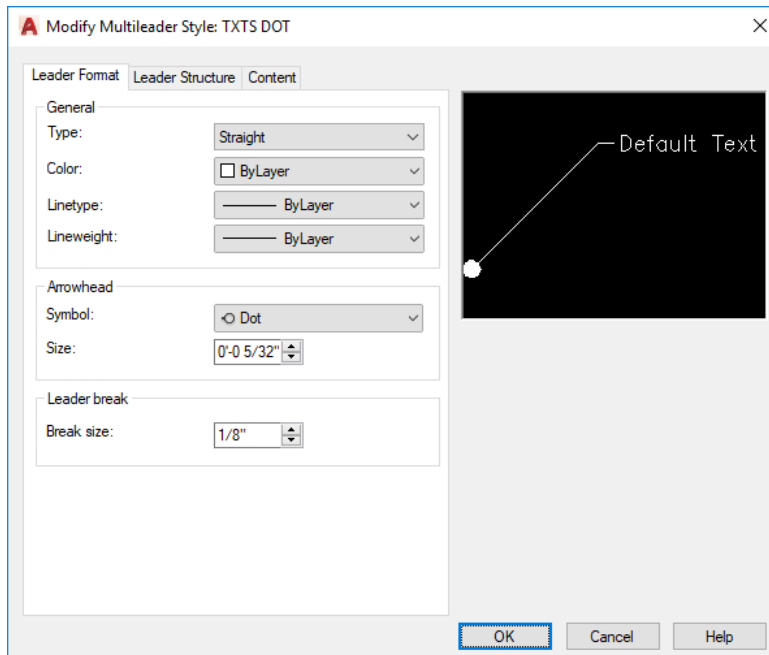 Modify Multileader Style: TXTS DOT
Leader Format Leader Structure Content
General
Type: Straight
Color: ByLayer
Linetype: ByLayer
Lineweight: ByLayer
Arrowhead
Symbol: Dot
Size: 0'-0 5/32"
Leader break
Break size: 1/8"
Default Text
OK Cancel Help